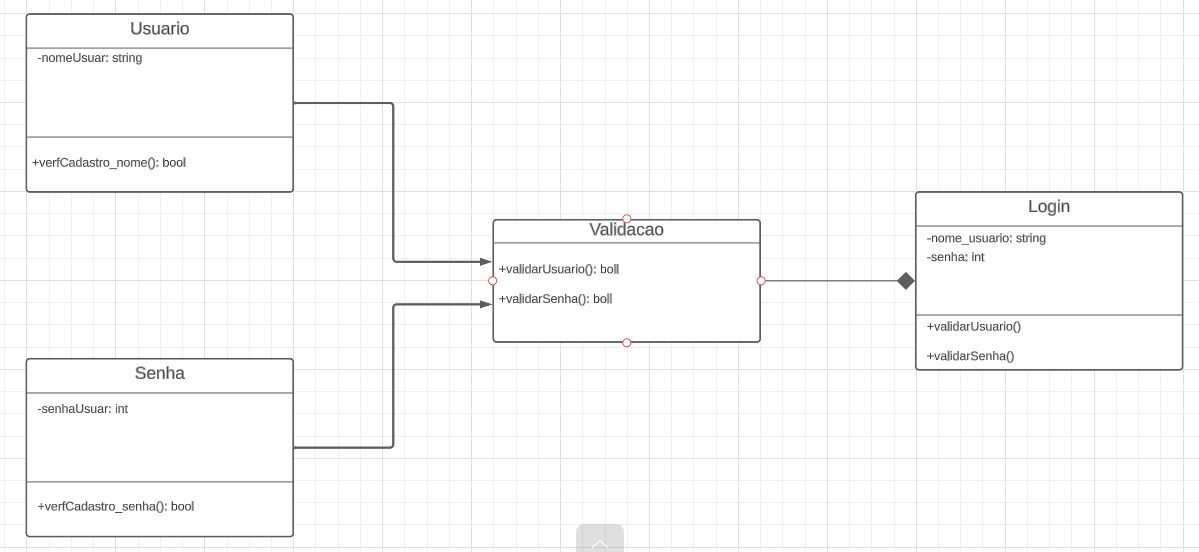 Usuario
-nomeUsuar: string
+verfCadastro_nome(): bool
Senha
-senhaUsuar: int
+verfCadastro_senha(): bool
Validacao
+validarUsuario(): boll
+validarSenha(): boll
Login
-nome_usuario: string
-senha: int
+validarUsuario()
+validarSenha()